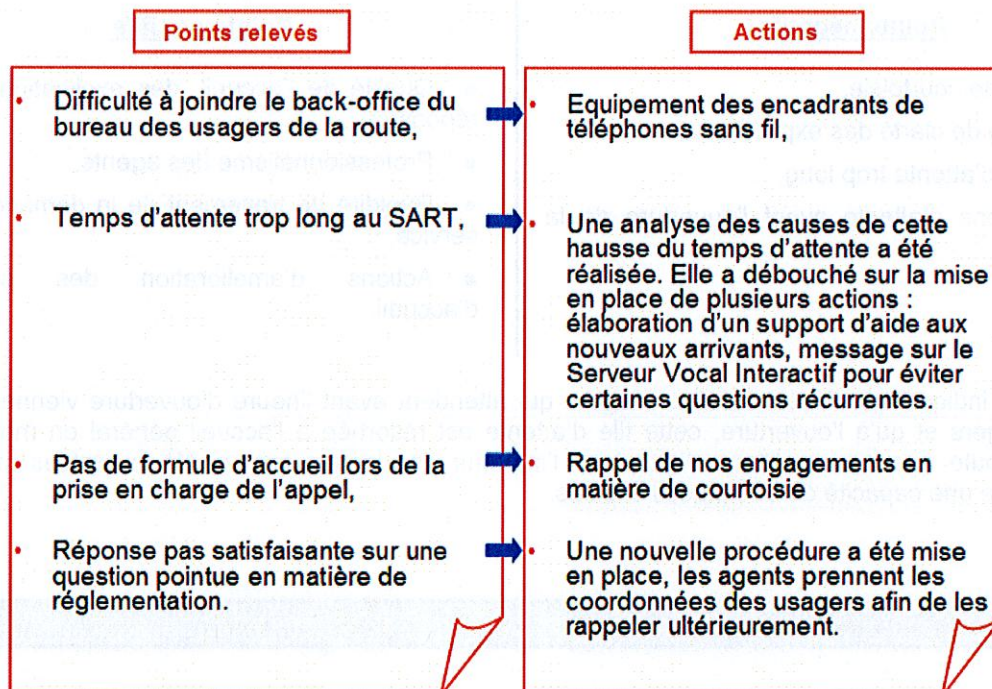 Points relevés
Difficulté à joindre le back-office du
bureau des usagers de la route,
Temps d'attente trop long au SART,
Pas de formule d'accueil lors de la
prise en charge de l'appel,
Réponse pas satisfaisante sur une
question pointue en matière de
réglementation.
Actions
Equipement des encadrants de
téléphones sans fil,
Une analyse des causes de cette
hausse du temps d'attente a été
réalisée. Elle a débouché sur la mise
en place de plusieurs actions :
élaboration d'un support d'aide aux
nouveaux arrivants, message sur le
Serveur Vocal Interactif pour éviter
certaines questions récurrentes.
Rappel de nos engagements en
matière de courtoisie
Une nouvelle procédure a été mise
en place, les agents prennent les
coordonnées des usagers afin de les
rappeler ultérieurement.